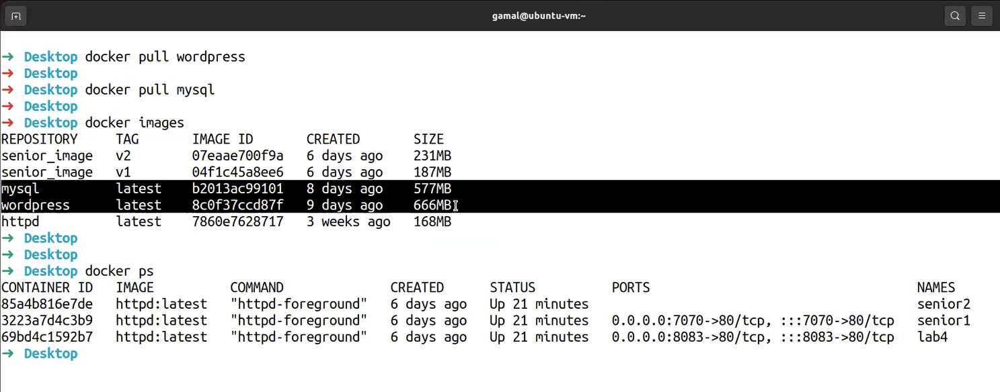 gamal@ubuntu-vm:~
→ Desktop docker pull wordpress
→ Desktop
→ Desktop docker pull mysql
→ Desktop
→ Desktop docker images
REPOSITORY TAG IMAGE ID CREATED SIZE
senior_image v2 07eaae700f9a 6 days ago 231MB
senior_image v1 04f1c45a8ee6 6 days ago 187MB
mysql latest b2013ac99101 8 days ago 577MB
wordpress latest 8c0f37ccd87f 9 days ago 666MB
httpd latest 7860e7628717 3 weeks ago 168MB
→ Desktop
→ Desktop
→ Desktop docker ps
CONTAINER ID IMAGE COMMAND CREATED STATUS PORTS NAMES
85a4b816e7de httpd:latest "httpd-foreground" 6 days ago Up 21 minutes senior2
3223a7d4c3b9 httpd:latest "httpd-foreground" 6 days ago Up 21 minutes 0.0.0.0:7070->80/tcp, :::7070->80/tcp senior1
69bd4c1592b7 httpd:latest "httpd-foreground" 6 days ago Up 21 minutes 0.0.0.0:8083->80/tcp, :::8083->80/tcp lab4
→ Desktop